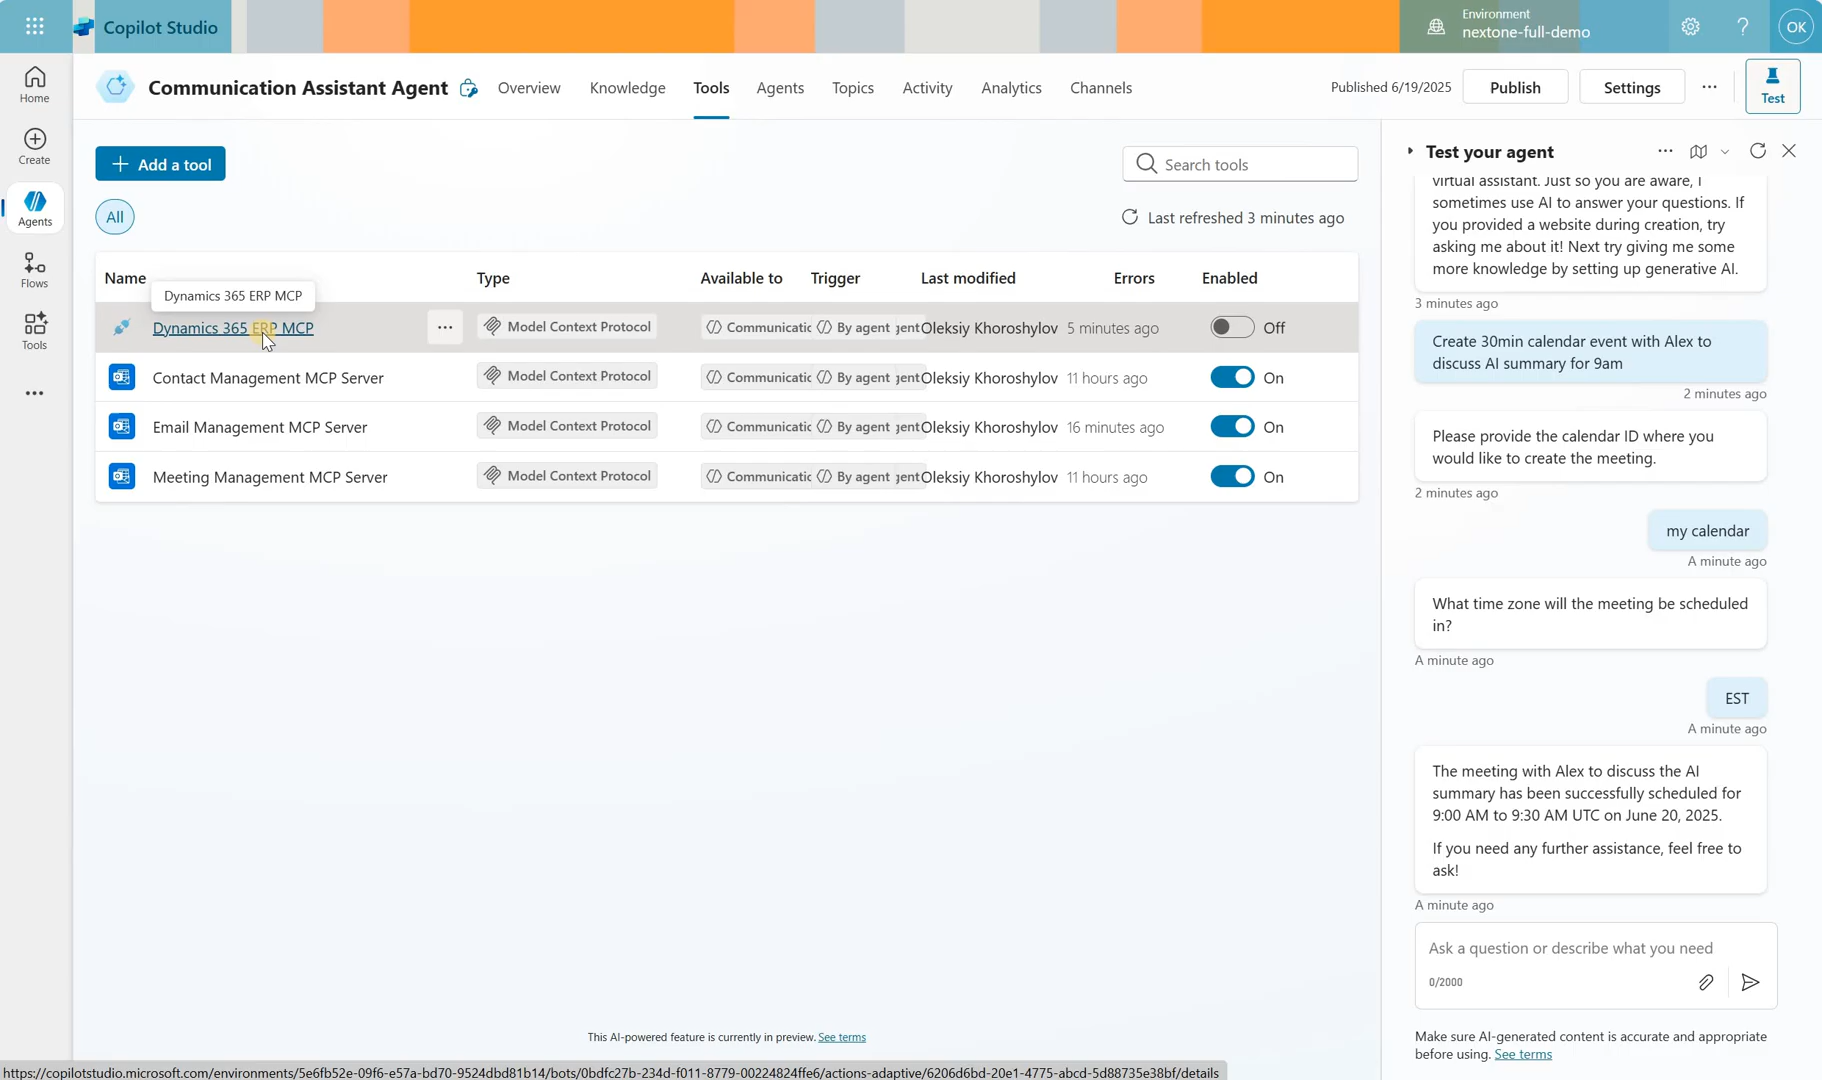 Copilot Studio
Environment
nextone-full-demo
OK
Home
Create
Agents
Flows
Tools
Communication Assistant Agent
Overview
Knowledge
Tools
Agents
Topics
Activity
Analytics
Channels
Published 6/19/2025
Publish
Settings
Test
Add a tool
Search tools
All
Last refreshed 3 minutes ago
Name
Type
Available to
Trigger
Last modified
Errors
Enabled
Dynamics 365 ERP MCP
Dynamics 365 ERP MCP
Model Context Protocol
Communicatic
By agent
Oleksiy Khoroshylov
5 minutes ago
Off
Contact Management MCP Server
Model Context Protocol
Communicatic
By agent
Oleksiy Khoroshylov
11 hours ago
On
Email Management MCP Server
Model Context Protocol
Communicatic
By agent
Oleksiy Khoroshylov
16 minutes ago
On
Meeting Management MCP Server
Model Context Protocol
Communicatic
By agent
Oleksiy Khoroshylov
11 hours ago
On
This AI-powered feature is currently in preview. See terms
https://copilotstudio.microsoft.com/environments/5e6fb52e-09f6-e57a-bd70-9524dbd81b14/bots/0bdfc27b-234d-f011-8779-00224824ffe6/actions-adaptive/6206d6bd-20e1-4775-abcd-5d88735e38bf/details
Test your agent
virtual assistant. Just so you are aware, I
sometimes use AI to answer your questions. If
you provided a website during creation, try
asking me about it! Next try giving me some
more knowledge by setting up generative AI.
3 minutes ago
Create 30min calendar event with Alex to
discuss AI summary for 9am
2 minutes ago
Please provide the calendar ID where you
would like to create the meeting.
2 minutes ago
my calendar
A minute ago
What time zone will the meeting be scheduled
in?
A minute ago
EST
A minute ago
The meeting with Alex to discuss the AI
summary has been successfully scheduled for
9:00 AM to 9:30 AM UTC on June 20, 2025.
If you need any further assistance, feel free to
ask!
A minute ago
Ask a question or describe what you need
0/2000
Make sure AI-generated content is accurate and appropriate
before using. See terms